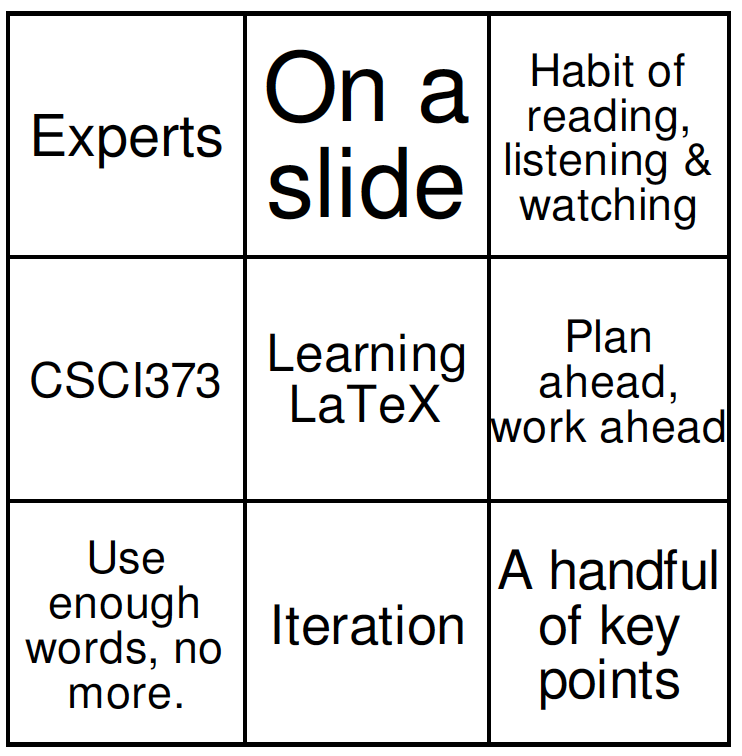 Experts
On a
slide
Habit of
reading,
listening &
watching
CSCI373
Learning
LaTeX
Plan
ahead,
work ahead
Use
enough
words, no
more.
Iteration
A handful
of key
points